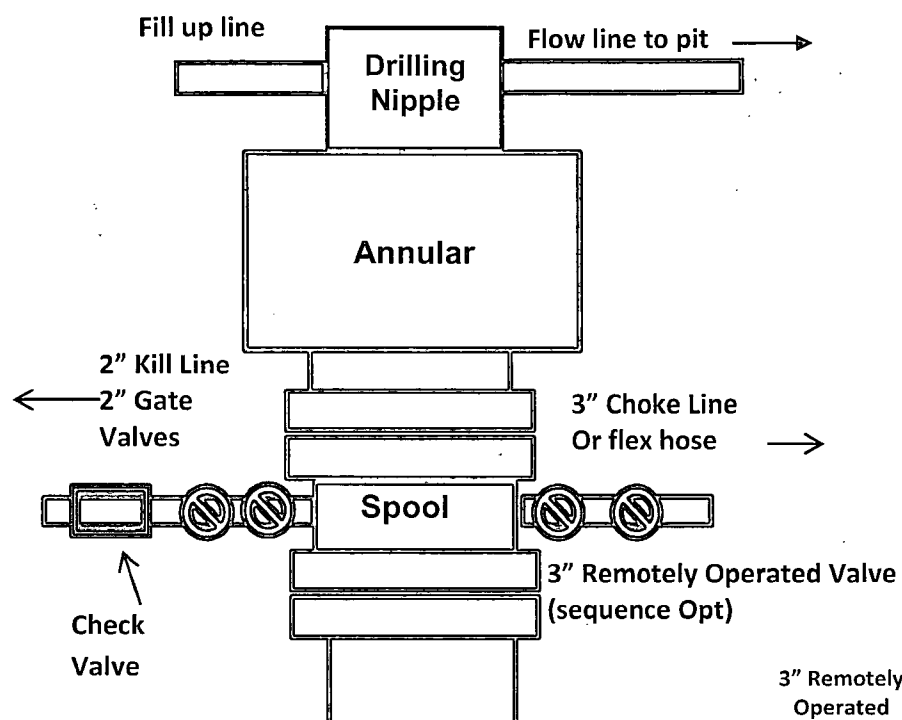 Fill up line
Flow line to pit
Drilling
Nipple
Annular
2” Kill Line
2” Gate
Valves
3” Choke Line
Or flex hose
Spool
3” Remotely Operated Valve
(sequence Opt)
Check
Valve
3” Remotely
Operated